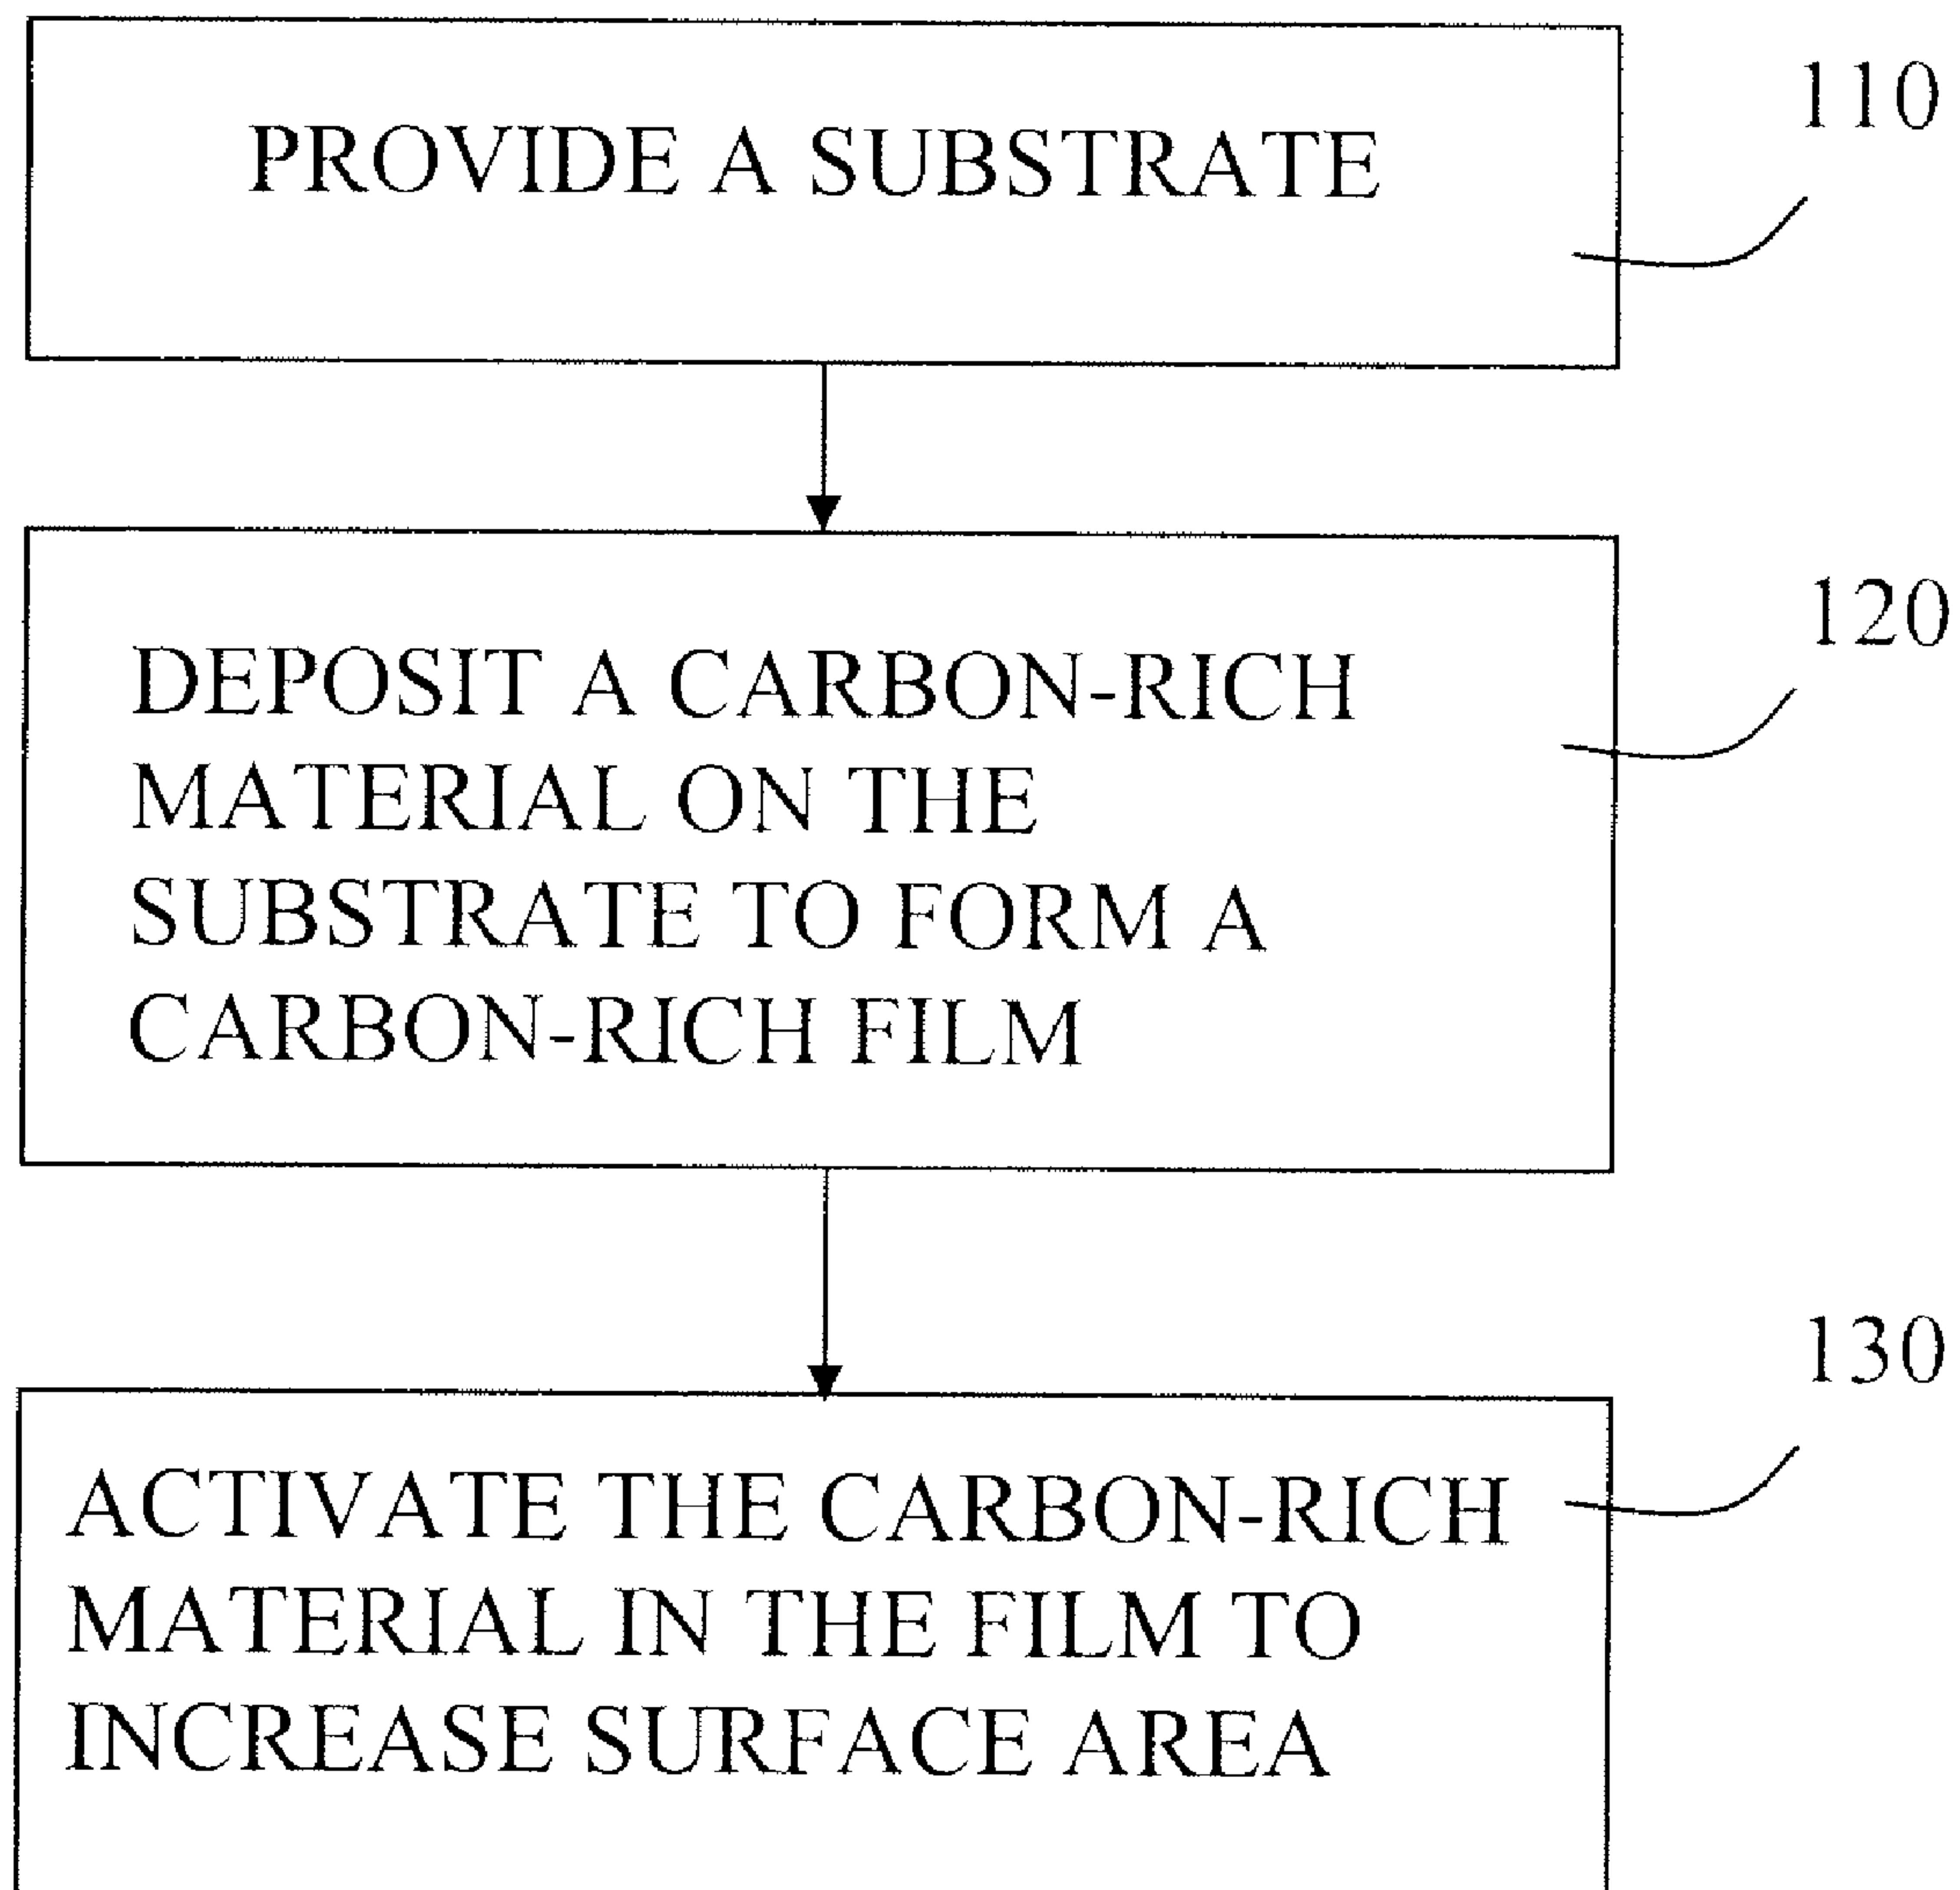 110
PROVIDE A SUBSTRATE
120
DEPOSIT A CARBON-RICH
MATERIAL ON THE
SUBSTRATE TO FORM A
CARBON-RICH FILM
130
ACTIVATE THE CARBON-RICH
MATERIAL IN THE FILM TO
INCREASE SURFACE AREA